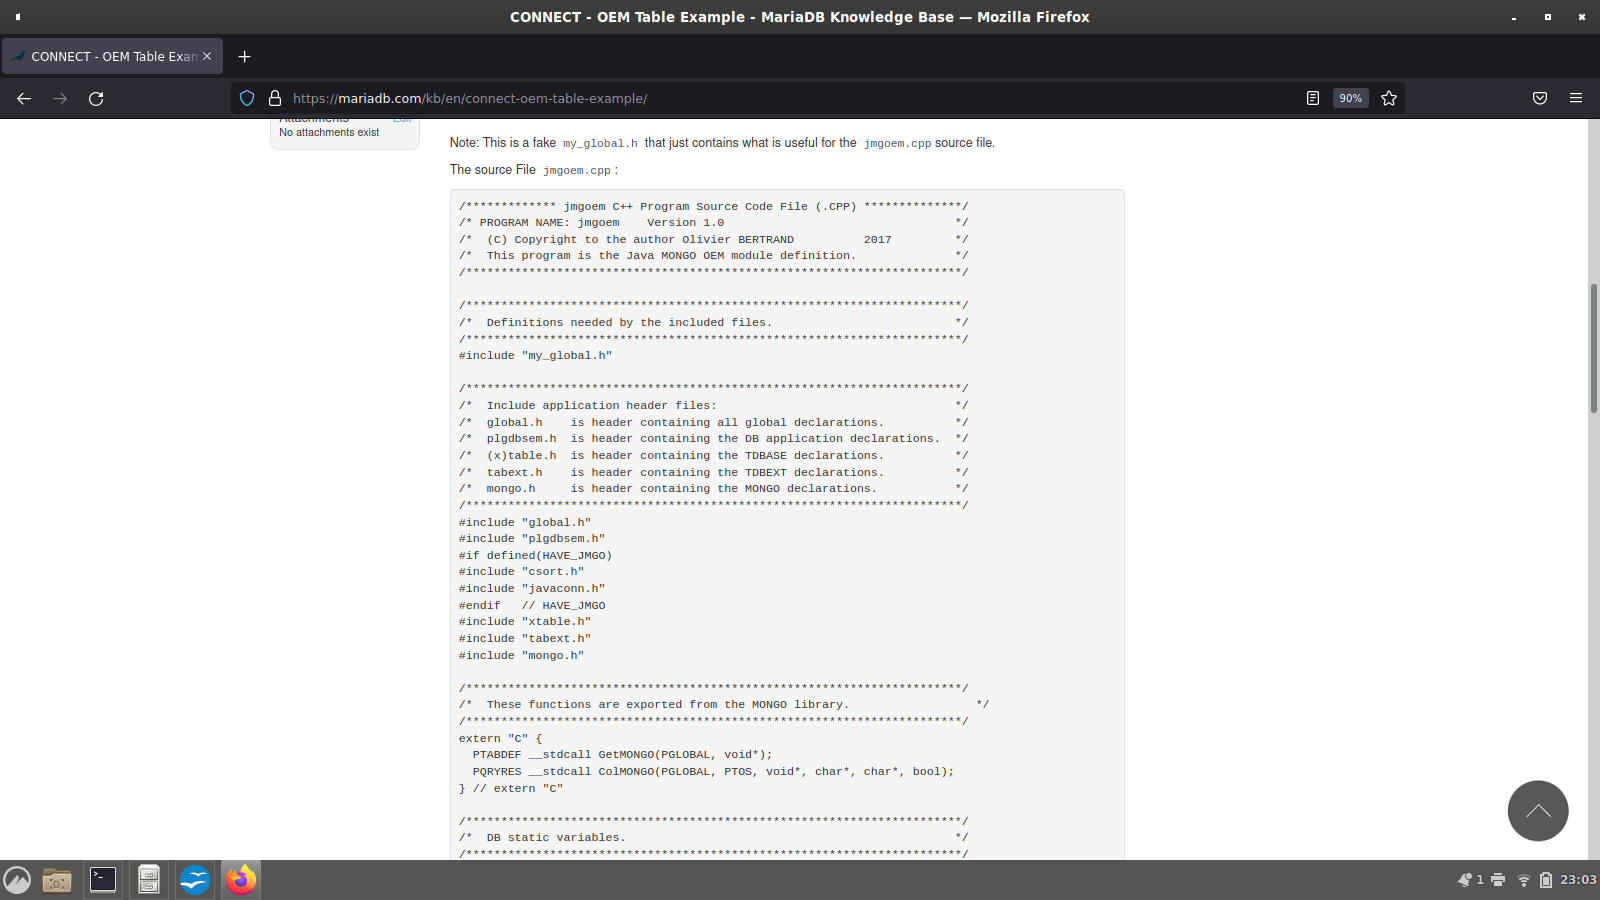 CONNECT - OEM Table Example - MariaDB Knowledge Base — Mozilla Firefox
CONNECT - OEM Table Exam
https://mariadb.com/kb/en/connect-oem-table-example/
90%
Attachments Edit
No attachments exist
Note: This is a fake my_global.h that just contains what is useful for the jmgoem.cpp source file.
The source File jmgoem.cpp :
/************* jmgoem C++ Program Source Code File (.CPP) **************/
/* PROGRAM NAME: jmgoem    Version 1.0                                 */
/*  (C) Copyright to the author Olivier BERTRAND          2017         */
/*  This program is the Java MONGO OEM module definition.              */
/***********************************************************************/
/***********************************************************************/
/*  Definitions needed by the included files.                          */
/***********************************************************************/
#include "my_global.h"
/***********************************************************************/
/*  Include application header files:                                  */
/*  global.h    is header containing all global declarations.          */
/*  plgdbsem.h  is header containing the DB application declarations.  */
/*  (x)table.h  is header containing the TDBASE declarations.          */
/*  tabext.h    is header containing the TDBEXT declarations.          */
/*  mongo.h     is header containing the MONGO declarations.           */
/***********************************************************************/
#include "global.h"
#include "plgdbsem.h"
#if defined(HAVE_JMGO)
#include "csort.h"
#include "javaconn.h"
#endif   // HAVE_JMGO
#include "xtable.h"
#include "tabext.h"
#include "mongo.h"
/***********************************************************************/
/*  These functions are exported from the MONGO library.                  */
/***********************************************************************/
extern "C" {
  PTABDEF __stdcall GetMONGO(PGLOBAL, void*);
  PQRYRES __stdcall ColMONGO(PGLOBAL, PTOS, void*, char*, char*, bool);
} // extern "C"
/***********************************************************************/
/*  DB static variables.                                               */
/***********************************************************************/
1
23:03